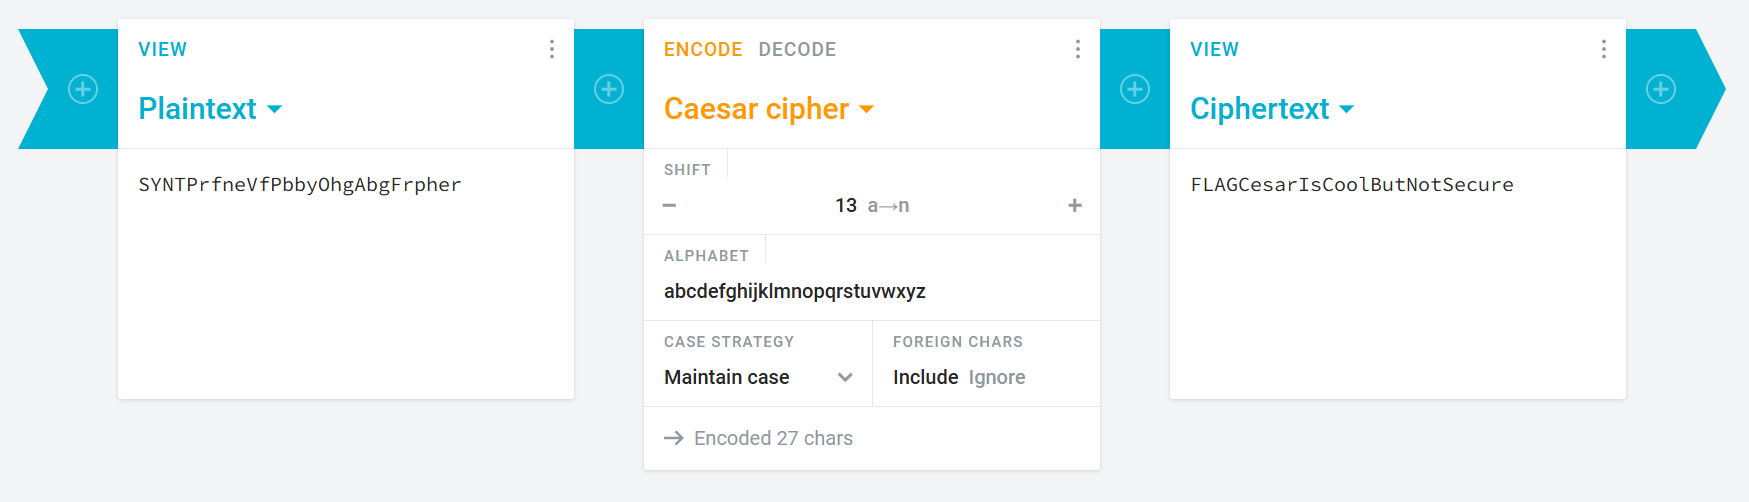 VIEW
Plaintext
SYNTPrfneVfPbbyOhgAbgFrpher
ENCODE DECODE
Caesar cipher
SHIFT
− 13 a→n +
ALPHABET
abcdefghijklmnopqrstuvwxyz
CASE STRATEGY
Maintain case
FOREIGN CHARS
Include Ignore
→ Encoded 27 chars
VIEW
Ciphertext
FLAGCesarIsCoolButNotSecure